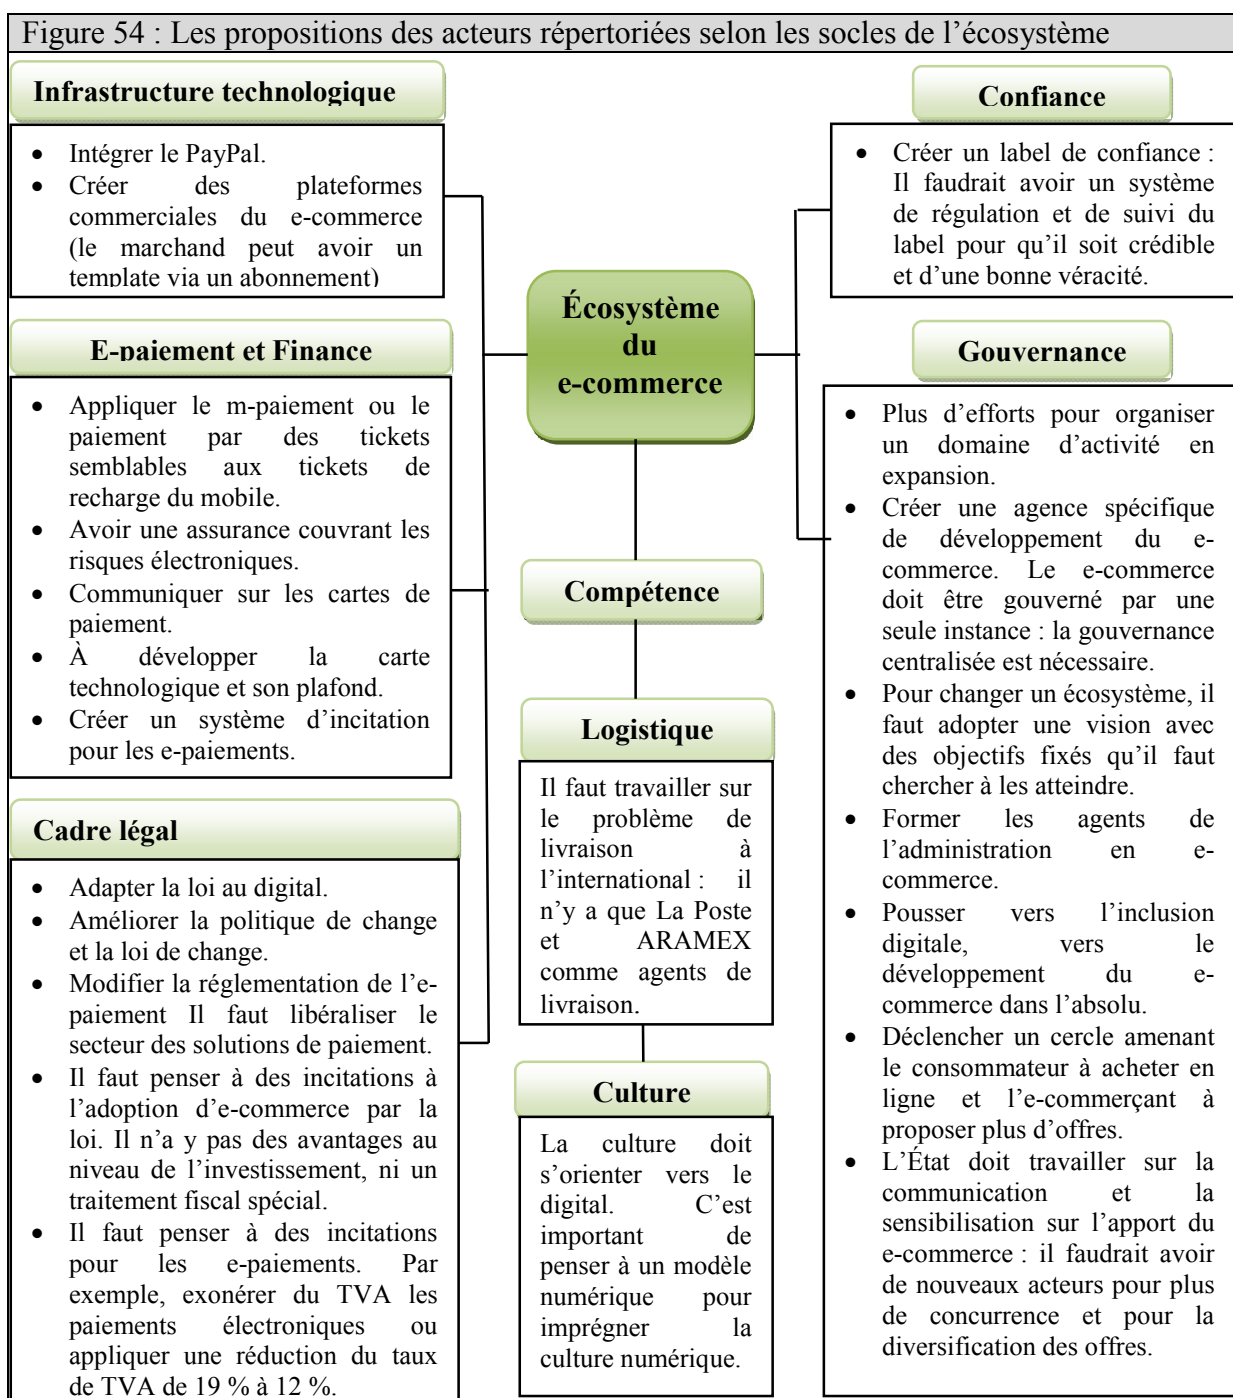 Figure 54 : Les propositions des acteurs répertoriées selon les socles de l’écosystème
Infrastructure technologique
• Intégrer le PayPal.
• Créer des plateformes
commerciales du e-commerce
(le marchand peut avoir un
template via un abonnement)
E-paiement et Finance
• Appliquer le m-paiement ou le
paiement par des tickets
semblables aux tickets de
recharge du mobile.
• Avoir une assurance couvrant les
risques électroniques.
• Communiquer sur les cartes de
paiement.
• À développer la carte
technologique et son plafond.
• Créer un système d’incitation
pour les e-paiements.
Cadre légal
• Adapter la loi au digital.
• Améliorer la politique de change
et la loi de change.
• Modifier la réglementation de l’e-
paiement Il faut libéraliser le
secteur des solutions de paiement.
• Il faut penser à des incitations à
l’adoption d’e-commerce par la
loi. Il n’a y pas des avantages au
niveau de l’investissement, ni un
traitement fiscal spécial.
• Il faut penser à des incitations
pour les e-paiements. Par
exemple, exonérer du TVA les
paiements électroniques ou
appliquer une réduction du taux
de TVA de 19 % à 12 %.
Écosystème
du
e-commerce
Compétence
Logistique
Il faut travailler sur
le problème de
livraison à
l’international : il
n’y a que La Poste
et ARAMEX
comme agents de
livraison.
Culture
La culture doit
s’orienter vers le
digital. C’est
important de
penser à un modèle
numérique pour
imprégner la
culture numérique.
Confiance
• Créer un label de confiance :
Il faudrait avoir un système
de régulation et de suivi du
label pour qu’il soit crédible
et d’une bonne véracité.
Gouvernance
• Plus d’efforts pour organiser
un domaine d’activité en
expansion.
• Créer une agence spécifique
de développement du e-
commerce. Le e-commerce
doit être gouverné par une
seule instance : la gouvernance
centralisée est nécessaire.
• Pour changer un écosystème, il
faut adopter une vision avec
des objectifs fixés qu’il faut
chercher à les atteindre.
• Former les agents de
l’administration en e-
commerce.
• Pousser vers l’inclusion
digitale, vers le
développement du e-
commerce dans l’absolu.
• Déclencher un cercle amenant
le consommateur à acheter en
ligne et l’e-commerçant à
proposer plus d’offres.
• L’État doit travailler sur la
communication et la
sensibilisation sur l’apport du
e-commerce : il faudrait avoir
de nouveaux acteurs pour plus
de concurrence et pour la
diversification des offres.